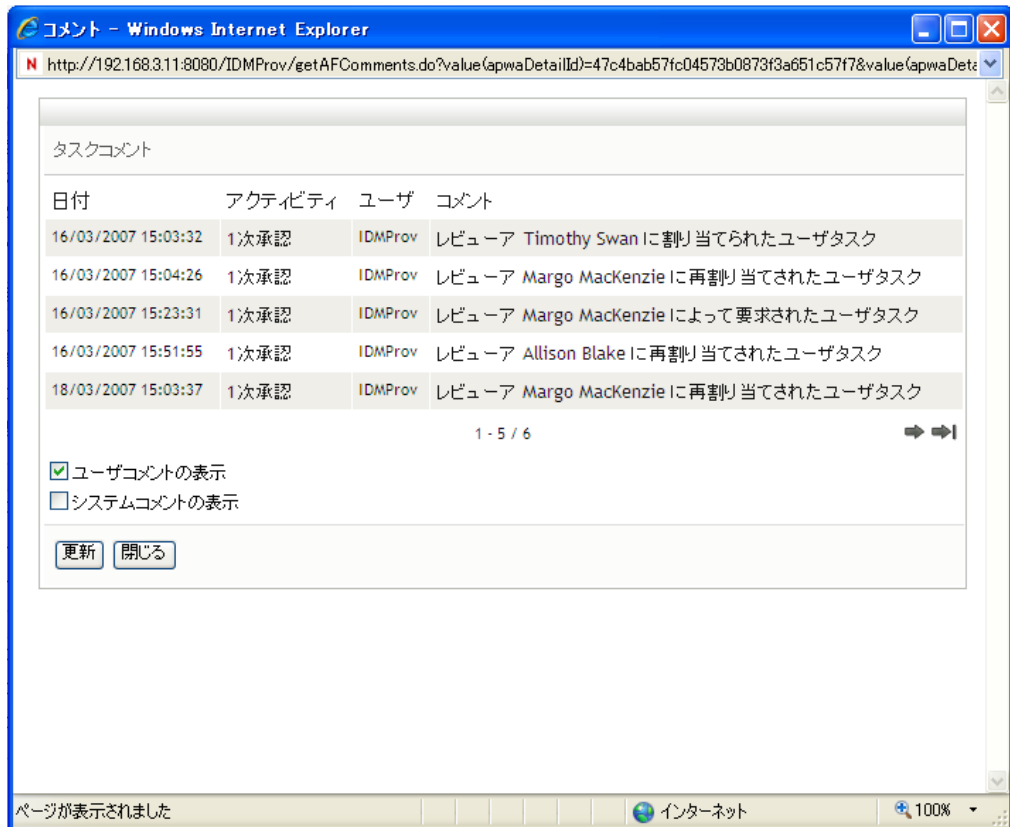 コメント - Windows Internet Explorer
N http://192.168.3.11:8080/IDMProv/getAFComments.do?value(apwaDetailId)=47c4bab57fc04573b0873f3a651c57f7&value(apwaDeta
タスクコメント
日付 アクティビティ ユーザ コメント
16/03/2007 15:03:32 1次承認 IDMProv レビューア Timothy Swan に割り当てられたユーザタスク
16/03/2007 15:04:26 1次承認 IDMProv レビューア Margo MacKenzie に再割り当てされたユーザタスク
16/03/2007 15:23:31 1次承認 IDMProv レビューア Margo MacKenzie によって要求されたユーザタスク
16/03/2007 15:51:55 1次承認 IDMProv レビューア Allison Blake に再割り当てされたユーザタスク
18/03/2007 15:03:37 1次承認 IDMProv レビューア Margo MacKenzie に再割り当てされたユーザタスク
1 - 5 / 6
ユーザコメントの表示
システムコメントの表示
更新 閉じる
ページが表示されました インターネット 100%